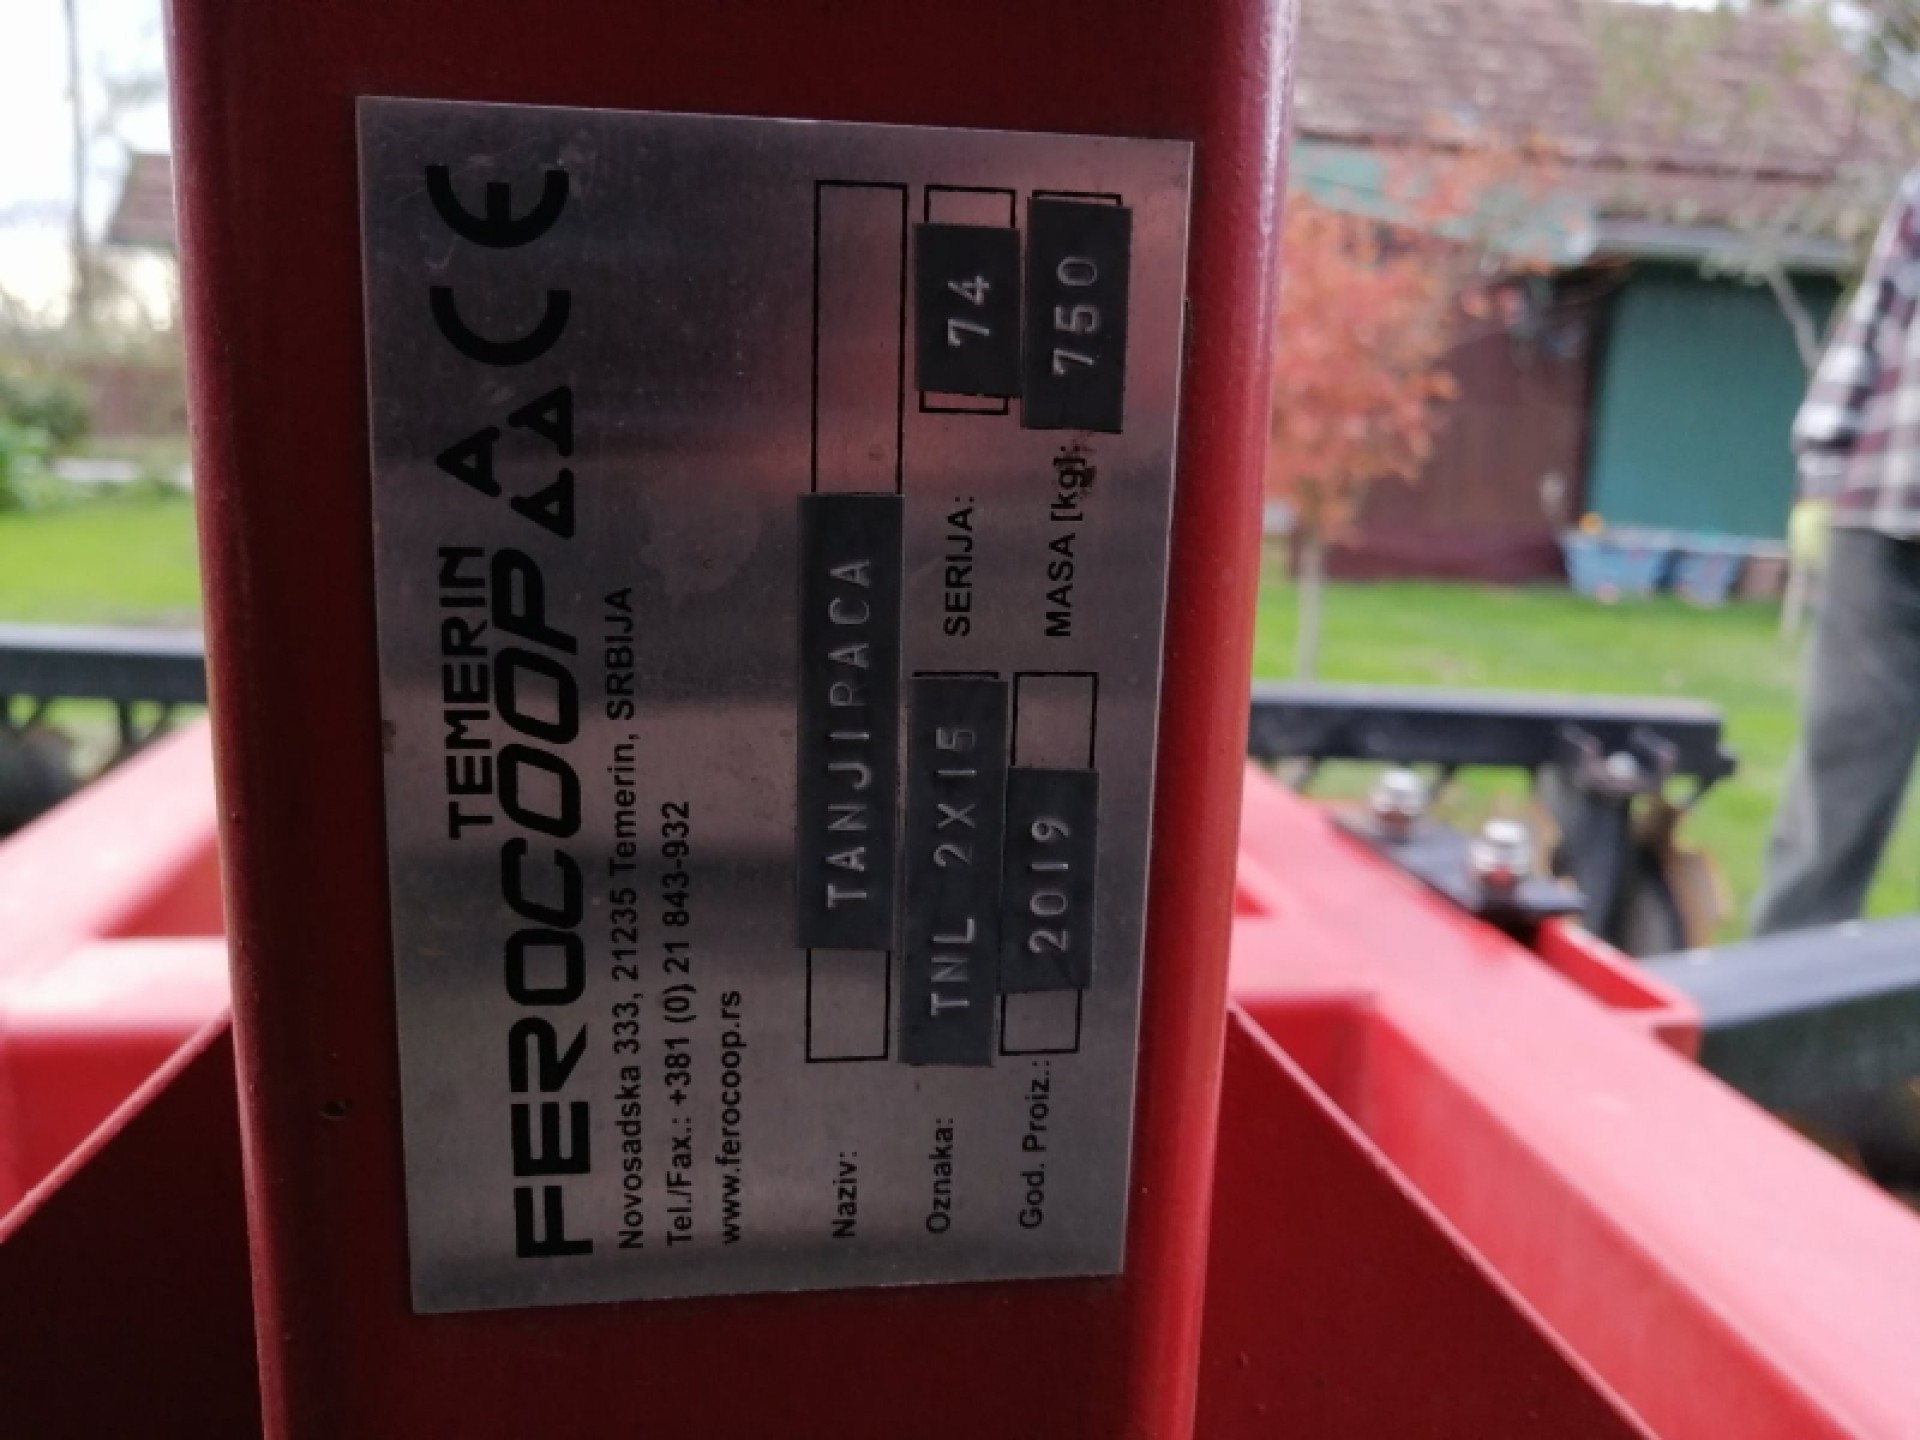 TEMERIN
FEROCOOP
CE
Novosadska 333, 21235 Temerin, SRBIJA
Tel./Fax.: +381 (0) 21 843-932
www.ferocoop.rs
Naziv: TANJIRACA
Oznaka: TNL 2X15 SERIJA: 74
God. Proiz.: 2019 MASA [kg]: 750